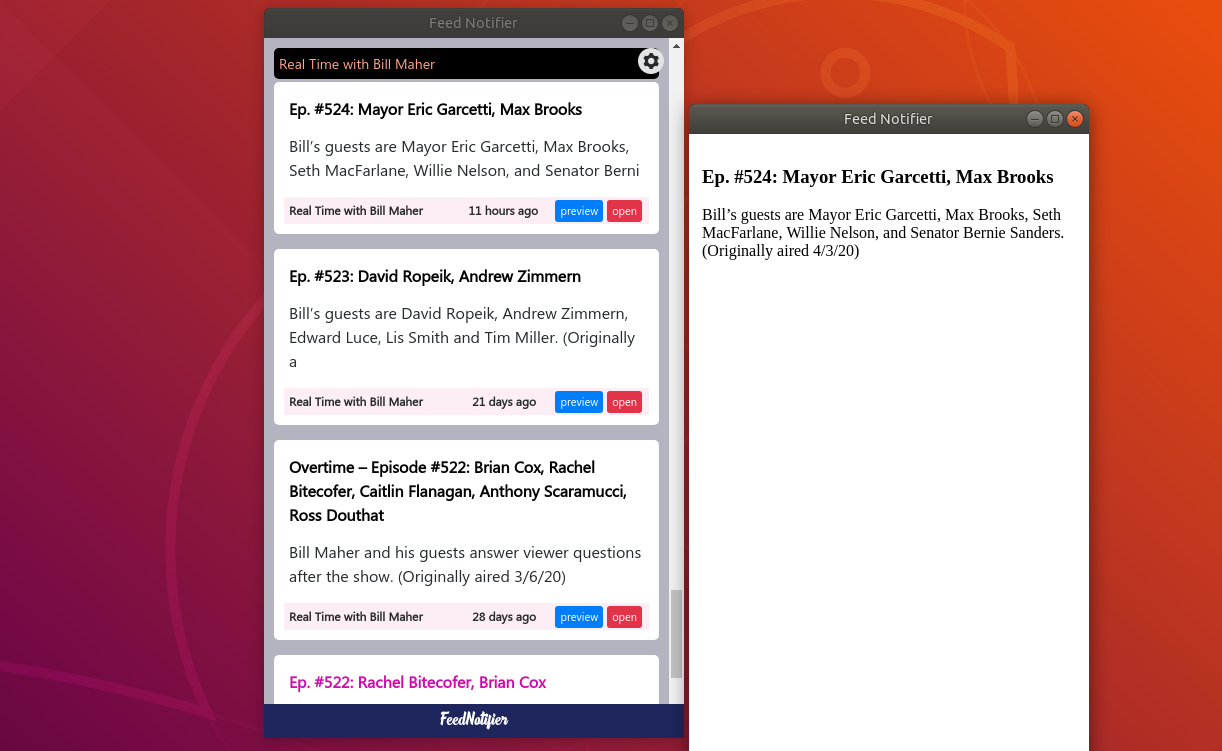 Feed Notifier
Real Time with Bill Maher
Ep. #524: Mayor Eric Garcetti, Max Brooks
Bill’s guests are Mayor Eric Garcetti, Max Brooks,
Seth MacFarlane, Willie Nelson, and Senator Berni
Real Time with Bill Maher 11 hours ago preview open
Ep. #523: David Ropeik, Andrew Zimmern
Bill’s guests are David Ropeik, Andrew Zimmern,
Edward Luce, Lis Smith and Tim Miller. (Originally
a
Real Time with Bill Maher 21 days ago preview open
Overtime – Episode #522: Brian Cox, Rachel
Bitecofer, Caitlin Flanagan, Anthony Scaramucci,
Ross Douthat
Bill Maher and his guests answer viewer questions
after the show. (Originally aired 3/6/20)
Real Time with Bill Maher 28 days ago preview open
Ep. #522: Rachel Bitecofer, Brian Cox
FeedNotifier
Feed Notifier
Ep. #524: Mayor Eric Garcetti, Max Brooks
Bill’s guests are Mayor Eric Garcetti, Max Brooks, Seth
MacFarlane, Willie Nelson, and Senator Bernie Sanders.
(Originally aired 4/3/20)